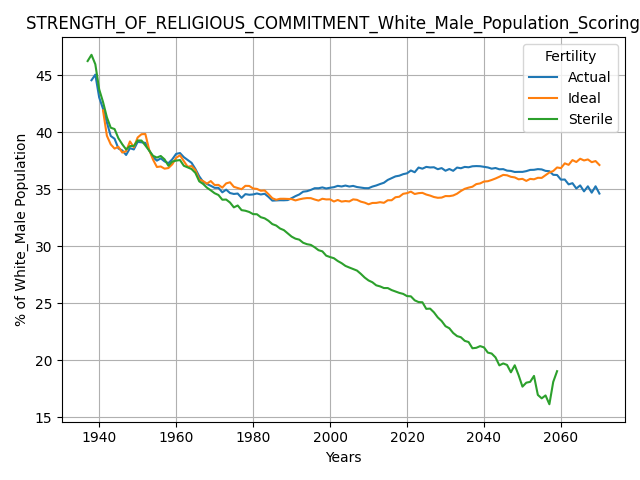 STRENGTH_OF_RELIGIOUS_COMMITMENT_White_Male_Population_Scoring
Fertility
Actual
Ideal
Sterile
% of White_Male Population
45
40
35
30
25
20
15
1940 1960 1980 2000 2020 2040 2060
Years